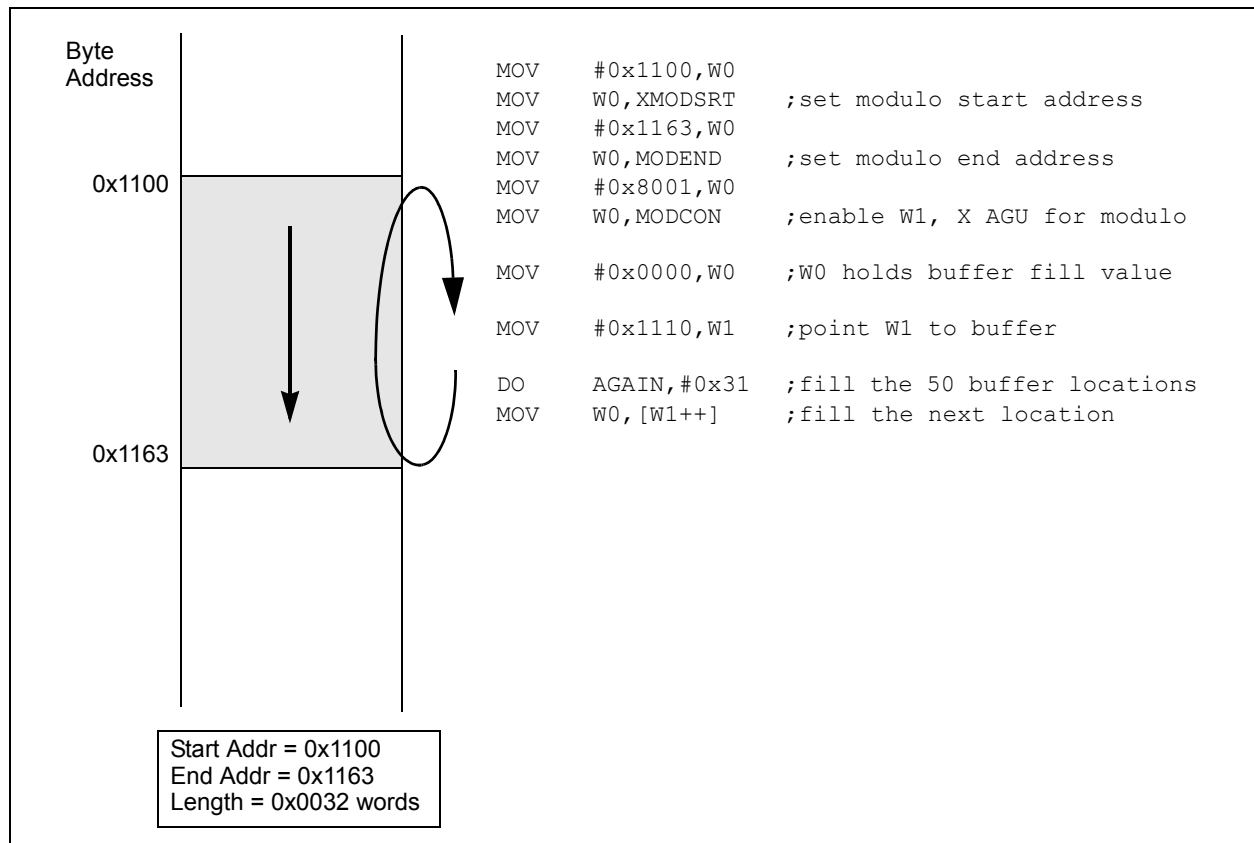 Byte
Address
0x1100
0x1163
MOV #0x1100,W0
MOV W0,XMODSRT ;set modulo start address
MOV #0x1163,W0
MOV W0,MODEND ;set modulo end address
MOV #0x8001,W0
MOV W0,MODCON ;enable W1, X AGU for modulo
MOV #0x0000,W0 ;W0 holds buffer fill value
MOV #0x1110,W1 ;point W1 to buffer
DO AGAIN,#0x31 ;fill the 50 buffer locations
MOV W0,[W1++] ;fill the next location
Start Addr = 0x1100
End Addr = 0x1163
Length = 0x0032 words